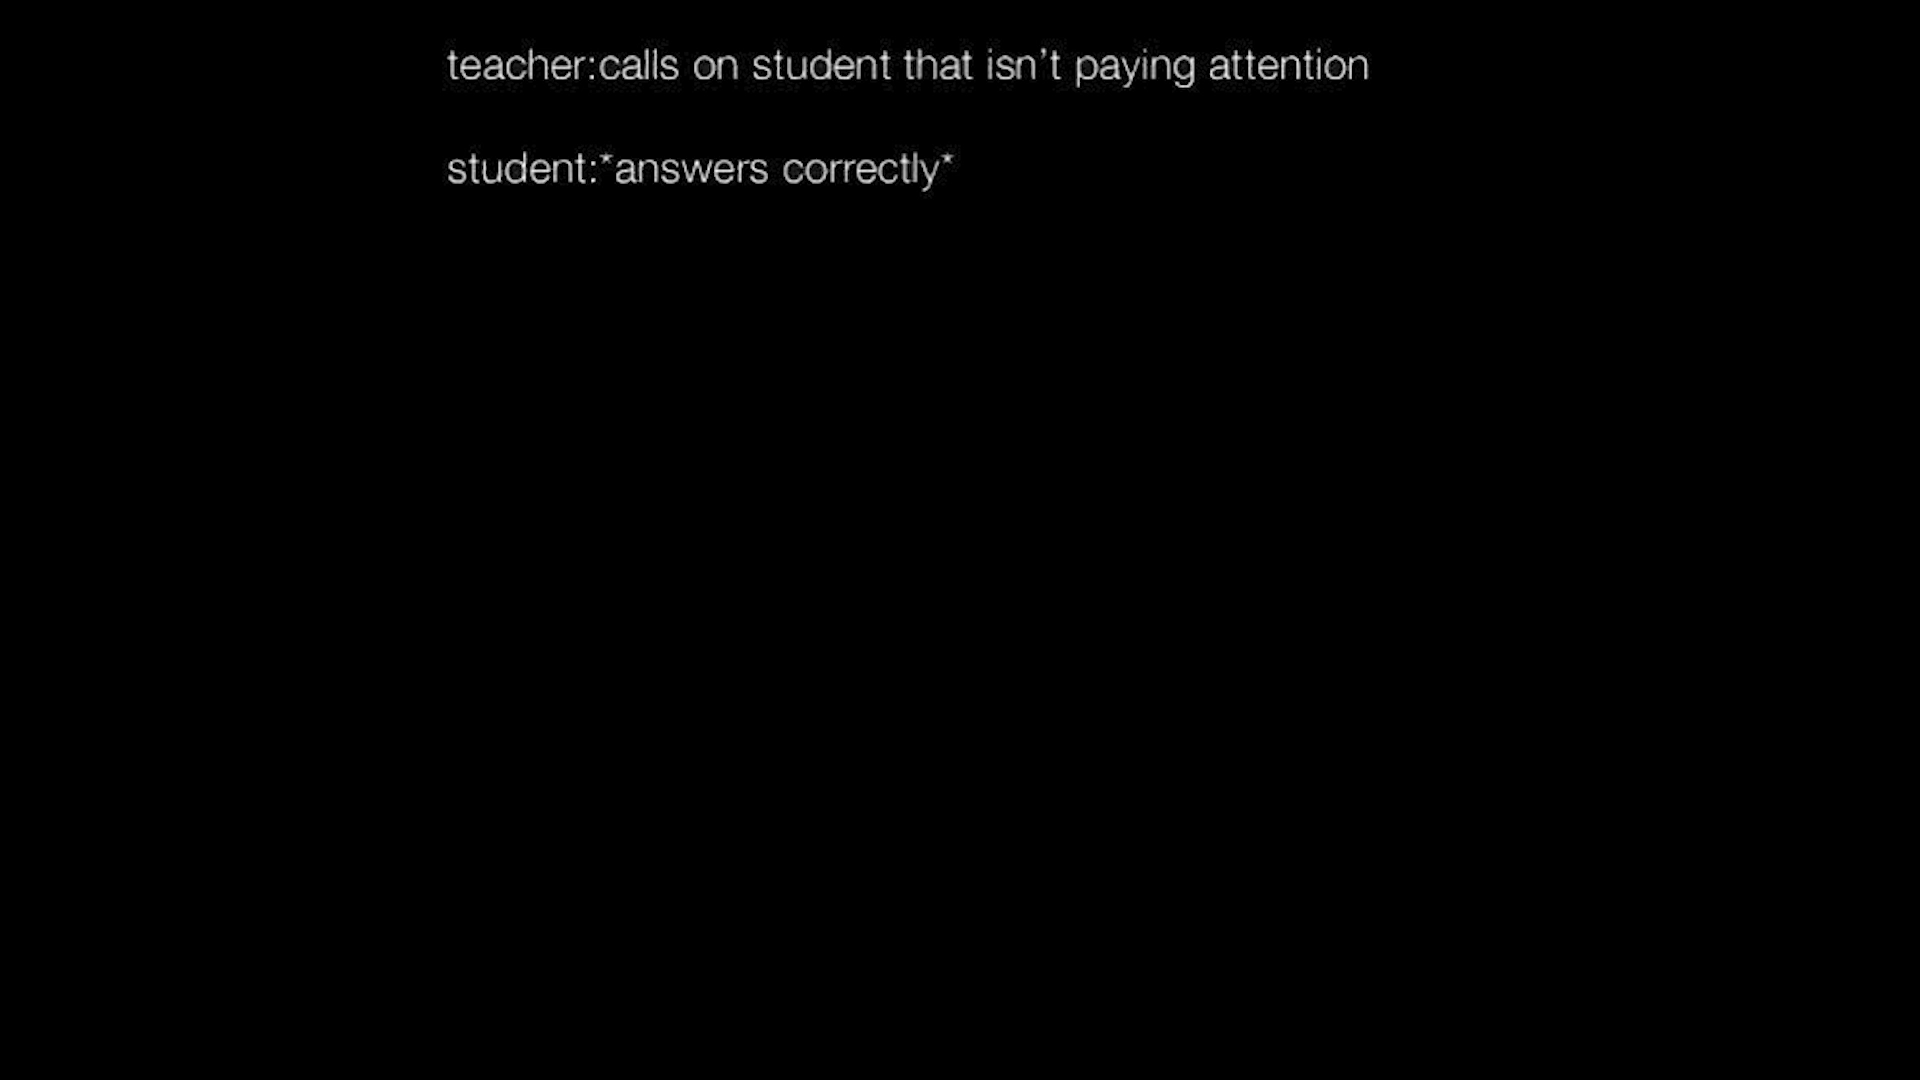 teacher:calls on student that isn't paying attention
student:*answers correctly*